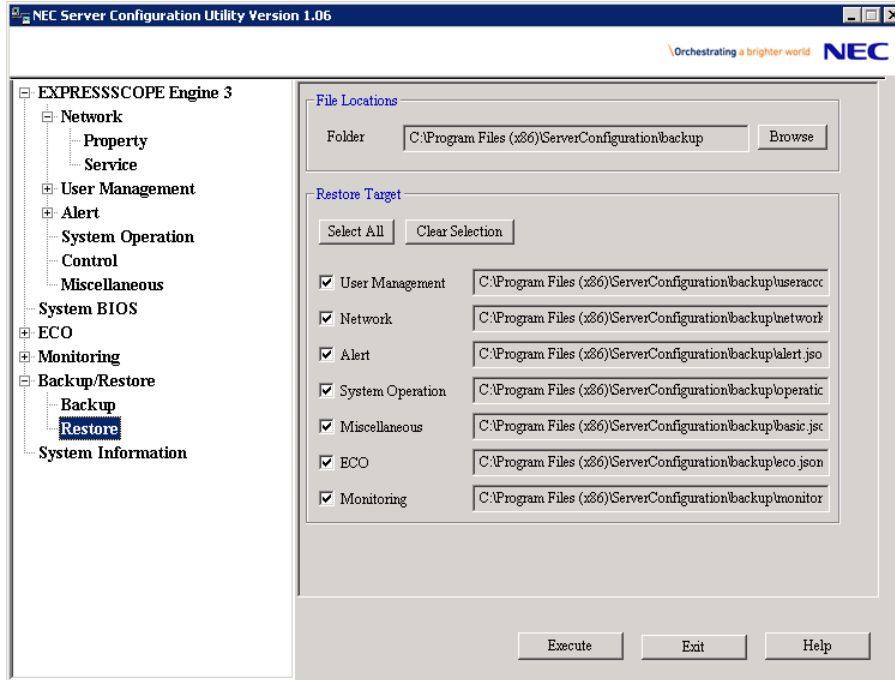 NEC Server Configuration Utility Version 1.06
\Orchestrating a brighter world NEC
EXPRESSSCOPE Engine 3
Network
Property
Service
User Management
Alert
System Operation
Control
Miscellaneous
System BIOS
ECO
Monitoring
Backup/Restore
Backup
Restore
System Information
File Locations
Folder C:\Program Files (x86)\ServerConfiguration\backup Browse
Restore Target
Select All Clear Selection
User Management C:\Program Files (x86)\ServerConfiguration\backup\useracco
Network C:\Program Files (x86)\ServerConfiguration\backup\network
Alert C:\Program Files (x86)\ServerConfiguration\backup\alert.jso
System Operation C:\Program Files (x86)\ServerConfiguration\backup\operatic
Miscellaneous C:\Program Files (x86)\ServerConfiguration\backup\basic.jsc
ECO C:\Program Files (x86)\ServerConfiguration\backup\eco.json
Monitoring C:\Program Files (x86)\ServerConfiguration\backup\monitor
Execute Exit Help